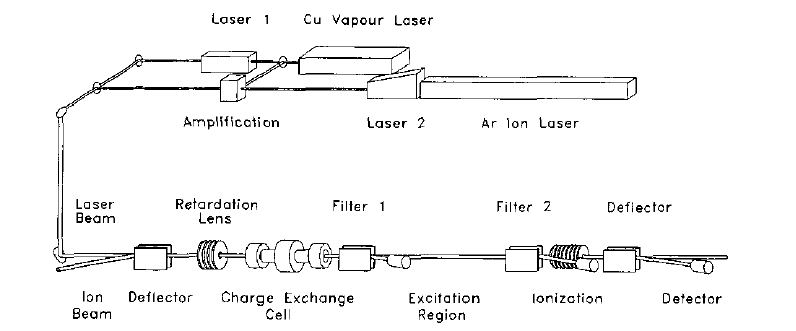 Laser 1
Cu Vapour Laser
Amplification
Laser 2
Ar Ion Laser
Laser
Beam
Retardation
Lens
Filter 1
Filter 2
Deflector
Ion
Beam
Deflector
Charge Exchange
Cell
Excitation
Region
Ionization
Detector